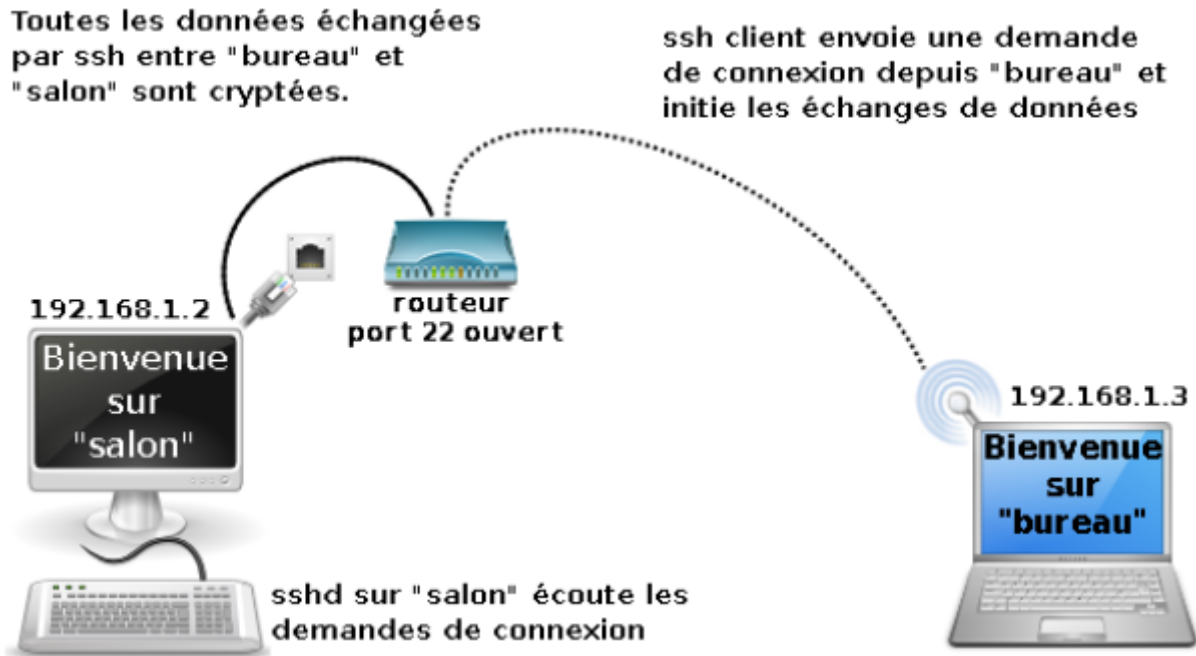 Toutes les données échangées
par ssh entre "bureau" et
"salon" sont cryptées.
ssh client envoie une demande
de connexion depuis "bureau" et
initie les échanges de données
routeur
port 22 ouvert
192.168.1.2
Bienvenue
sur
"salon"
192.168.1.3
Bienvenue
sur
"bureau"
sshd sur "salon" écoute les
demandes de connexion